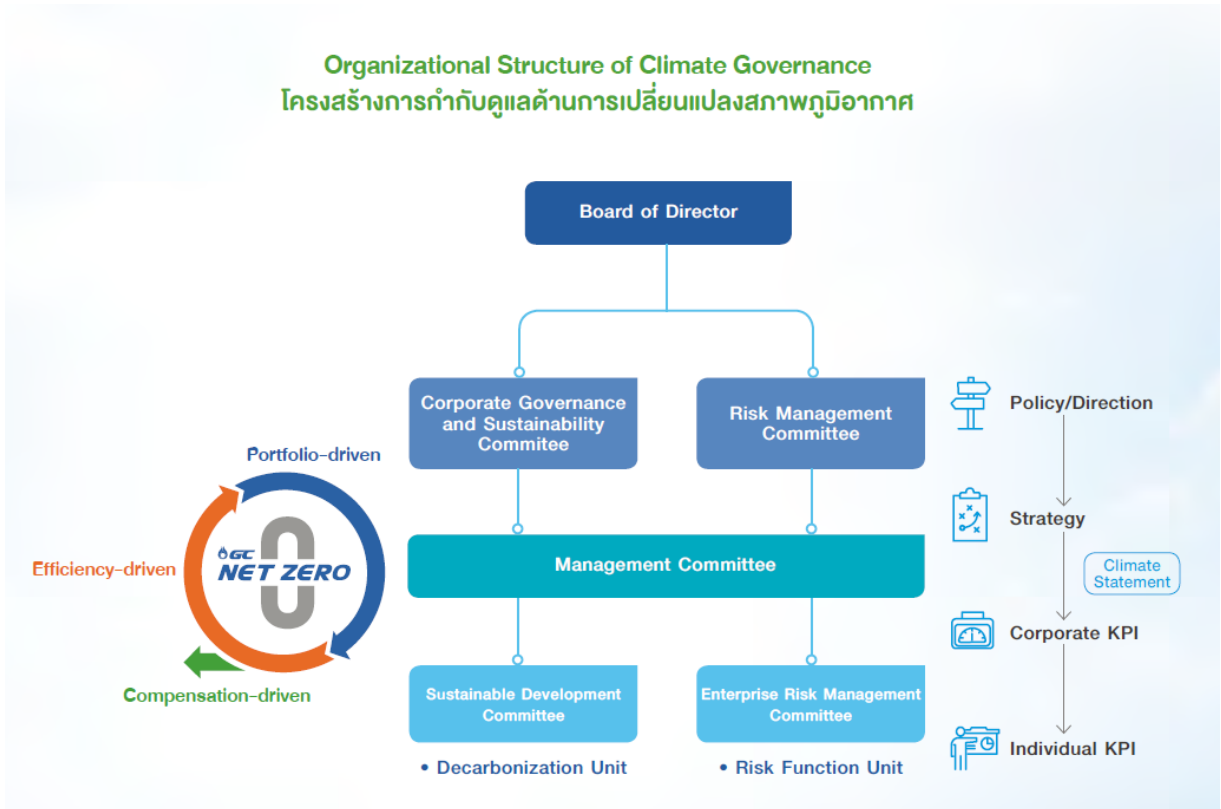 Organizational Structure of Climate Governance
โครงสร้างการกำกับดูแลด้านการเปลี่ยนแปลงสภาพภูมิอากาศ
Board of Director
Corporate Governance
and Sustainability
Commitee
Risk Management
Committee
Policy/Direction
Portfolio-driven
Strategy
Efficiency-driven
GC
NET ZERO
Management Committee
Climate
Statement
Corporate KPI
Compensation-driven
Sustainable Development
Committee
Enterprise Risk Management
Committee
Individual KPI
• Decarbonization Unit
• Risk Function Unit